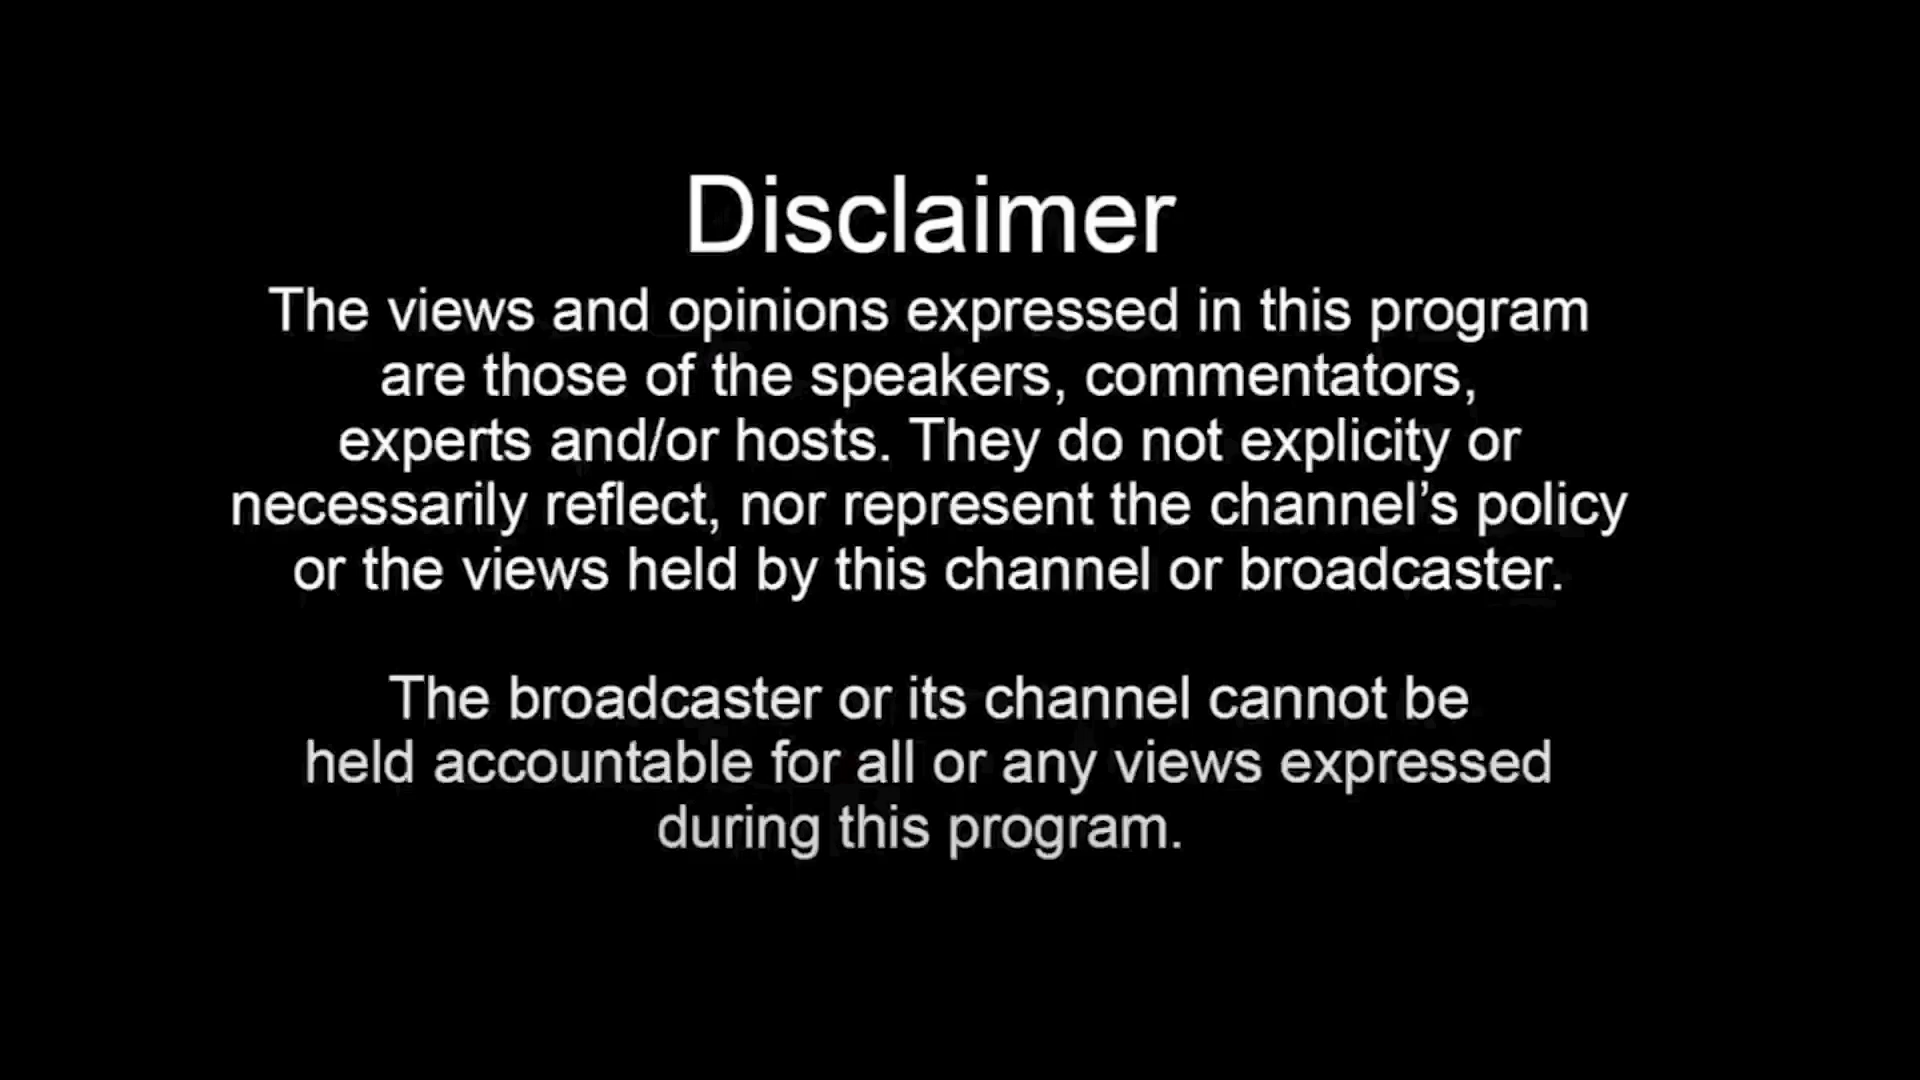 Disclaimer
The views and opinions expressed in this program
are those of the speakers, commentators,
experts and/or hosts. They do not explicity or
necessarily reflect, nor represent the channel’s policy
or the views held by this channel or broadcaster.
The broadcaster or its channel cannot be
held accountable for all or any views expressed
during this program.